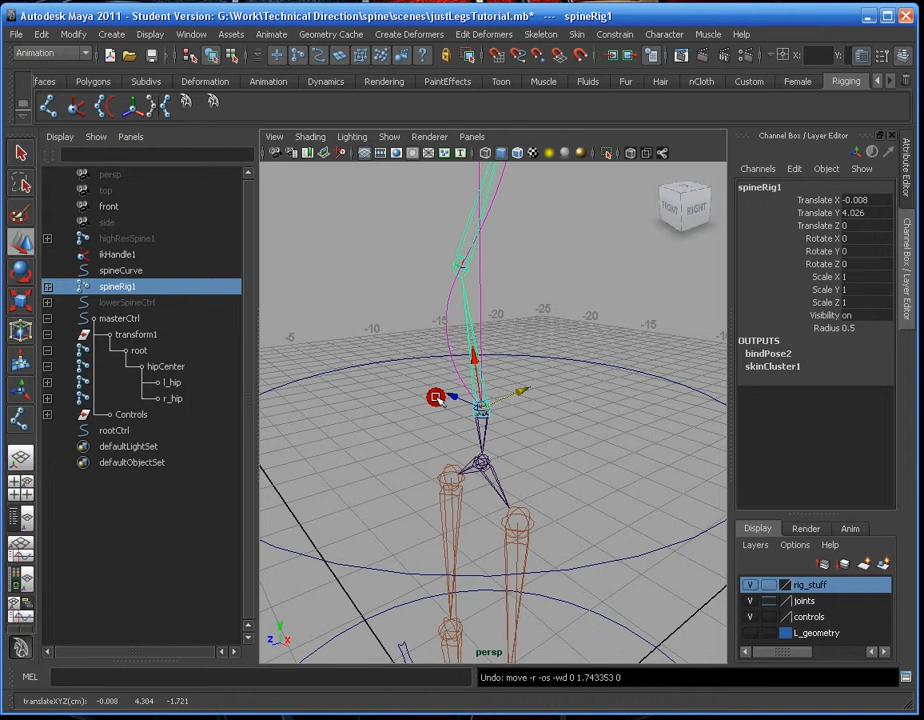 Autodesk Maya 2011 - Student Version: G:\Work\Technical Direction\spine\scenes\justLegsTutorial.mb* --- spineRig1
File Edit Modify Create Display Window Assets Animate Geometry Cache Create Deformers Edit Deformers Skeleton Skin Constrain Character Muscle Help
Animation
faces Polygons Subdivs Deformation Animation Dynamics Rendering PaintEffects Toon Muscle Fluids Fur Hair nCloth Custom Female Rigging
Display Show Panels
View Shading Lighting Show Renderer Panels
Channel Box / Layer Editor
Channels Edit Object Show
persp
top
front
side
highResSpine1
ikHandle1
spineCurve
spineRig1
lowerSpineCtrl
masterCtrl
transform1
root
hipCenter
l_hip
r_hip
Controls
rootCtrl
defaultLightSet
defaultObjectSet
FRONT RIGHT
-5 -10 -15 -20 -25 -20 -15 -10
y
z x
persp
spineRig1
Translate X -0.008
Translate Y 4.026
Translate Z 0
Rotate X 0
Rotate Y 0
Rotate Z 0
Scale X 1
Scale Y 1
Scale Z 1
Visibility on
Radius 0.5
OUTPUTS
bindPose2
skinCluster1
Attribute Editor
Channel Box / Layer Editor
Display Render Anim
Layers Options Help
V rig_stuff
V joints
V controls
L_geometry
MEL
Undo: move -r -os -wd 0 1.743353 0
translateXYZ(cm): -0.008 4.304 -1.721